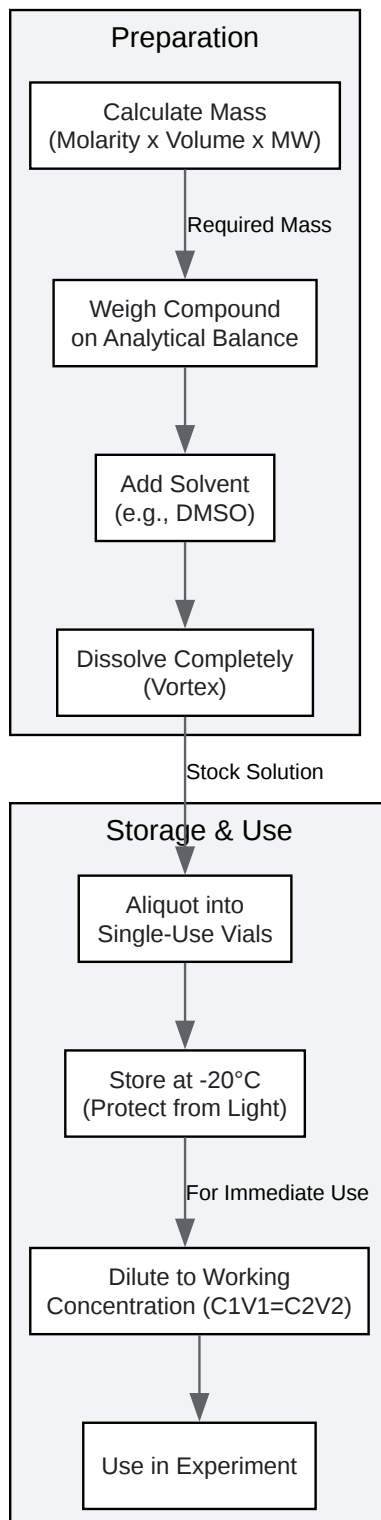 Preparation
Calculate Mass
(Molarity x Volume x MW)
Required Mass
Weigh Compound
on Analytical Balance
Add Solvent
(e.g., DMSO)
Dissolve Completely
(Vortex)
Stock Solution
Storage & Use
Aliquot into
Single-Use Vials
Store at -20°C
(Protect from Light)
For Immediate Use
Dilute to Working
Concentration (C1V1=C2V2)
Use in Experiment